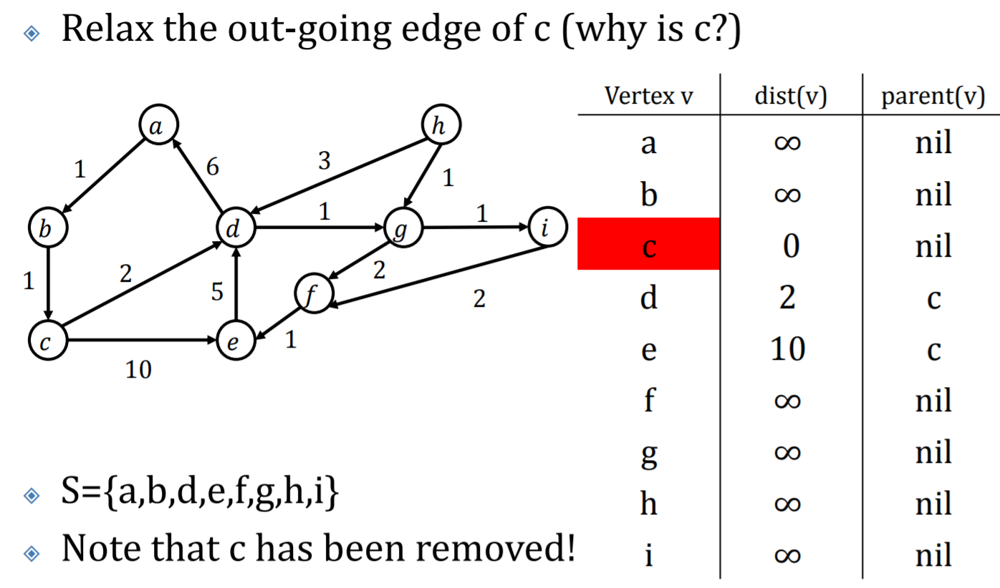 Relax the out-going edge of c (why is c?)
a
h
1
6
3
1
b
d
1
g
1
i
1
2
5
f
2
2
c
e
1
10
Vertex v dist(v) parent(v)
a ∞ nil
b ∞ nil
c 0 nil
d 2 c
e 10 c
f ∞ nil
g ∞ nil
h ∞ nil
i ∞ nil
S={a,b,d,e,f,g,h,i}
Note that c has been removed!